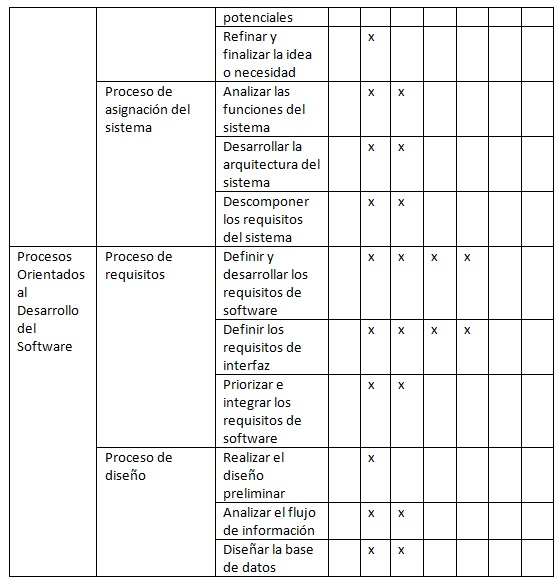 potenciales
Refinar y
finalizar la idea
o necesidad
x
Proceso de
asignación del
sistema
Analizar las
funciones del
sistema
x x
Desarrollar la
arquitectura del
sistema
x x
Descomponer
los requisitos
del sistema
x x
Procesos
Orientados
al
Desarrollo
del
Software
Proceso de
requisitos
Definir y
desarrollar los
requisitos de
software
x x x x
Definir los
requisitos de
interfaz
x x x x
Priorizar e
integrar los
requisitos de
software
x x
Proceso de
diseño
Realizar el
diseño
preliminar
x
Analizar el flujo
de información
x x
Diseñar la base
de datos
x x